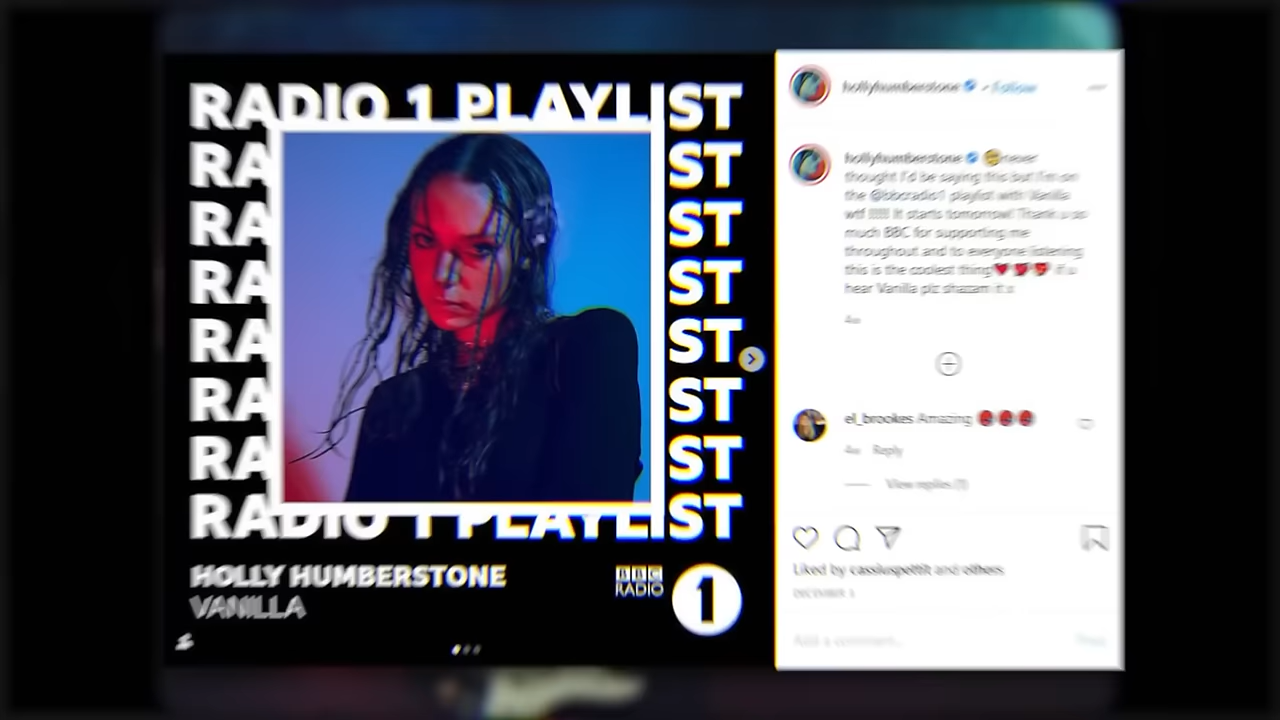 RADIO 1 PLAYLIST
RA ST
RA ST
RA ST
RA ST
RA ST
RA ST
RADIO 1 PLAYLIST
HOLLY HUMBERSTONE
VANILLA
BBC
RADIO
1
hollyhumberstone • Follow
hollyhumberstone never
thought I'd be saying this but I'm on
the @bbcradio1 playlist with Vanilla
wtf !!!!! It starts tomorrow! Thank u so
much BBC for supporting me
throughout and to everyone listening
this is the coolest thing❤️❤️❤️ if u
hear Vanilla plz shazam it x
4w
el_brookes Amazing
4w Reply
View replies (1)
Liked by cassiuspettit and others
DECEMBER
Add a comment...
Post